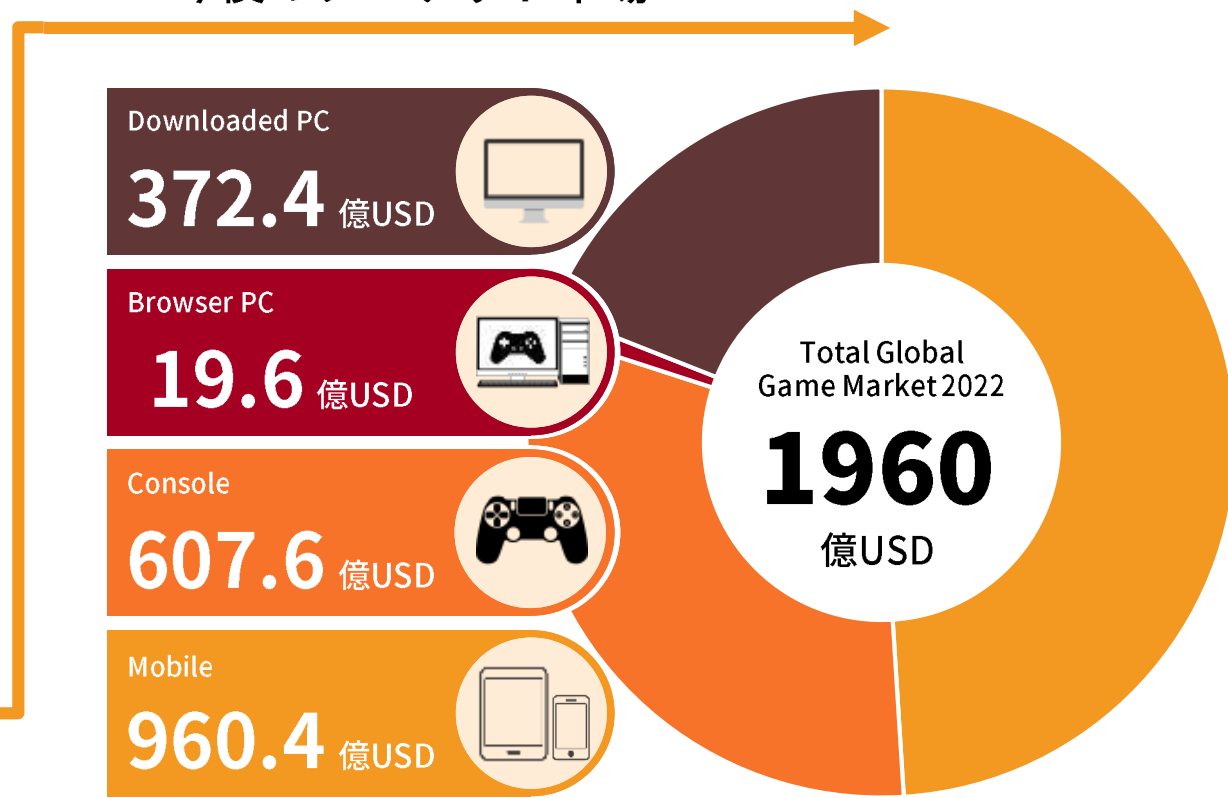 Downloaded PC
372.4 億USD
Browser PC
19.6 億USD
Console
607.6 億USD
Mobile
960.4 億USD
Total Global
Game Market 2022
1960
億USD